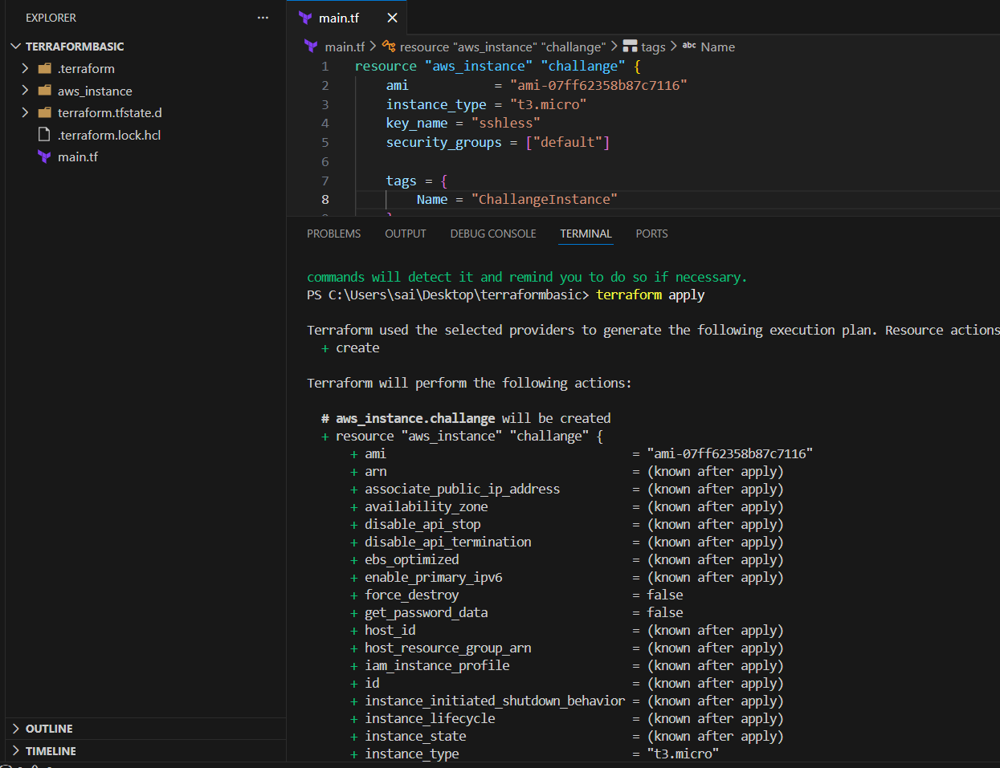 EXPLORER
···
TERRAFORMBASIC
.terraform
aws_instance
terraform.tfstate.d
.terraform.lock.hcl
main.tf
OUTLINE
TIMELINE
main.tf
main.tf > resource "aws_instance" "challange" > tags > abc Name
1 resource "aws_instance" "challange" {
2 ami = "ami-07ff62358b87c7116"
3 instance_type = "t3.micro"
4 key_name = "sshless"
5 security_groups = ["default"]
6
7 tags = {
8 Name = "ChallangeInstance"
PROBLEMS OUTPUT DEBUG CONSOLE TERMINAL PORTS
commands will detect it and remind you to do so if necessary.
PS C:\Users\sai\Desktop\terraformbasic> terraform apply
Terraform used the selected providers to generate the following execution plan. Resource actions
+ create
Terraform will perform the following actions:
# aws_instance.challange will be created
+ resource "aws_instance" "challange" {
+ ami = "ami-07ff62358b87c7116"
+ arn = (known after apply)
+ associate_public_ip_address = (known after apply)
+ availability_zone = (known after apply)
+ disable_api_stop = (known after apply)
+ disable_api_termination = (known after apply)
+ ebs_optimized = (known after apply)
+ enable_primary_ipv6 = (known after apply)
+ force_destroy = false
+ get_password_data = false
+ host_id = (known after apply)
+ host_resource_group_arn = (known after apply)
+ iam_instance_profile = (known after apply)
+ id = (known after apply)
+ instance_initiated_shutdown_behavior = (known after apply)
+ instance_lifecycle = (known after apply)
+ instance_state = (known after apply)
+ instance_type = "t3.micro"